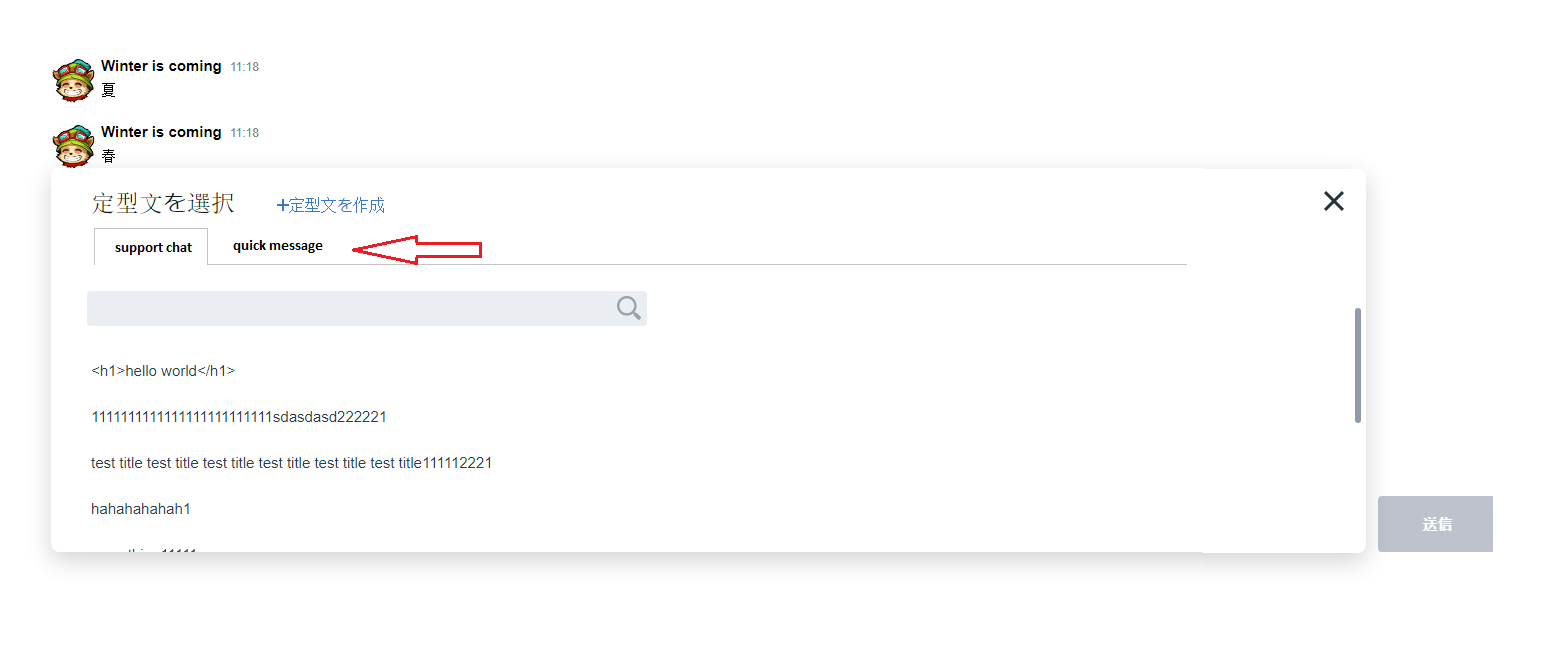 Winter is coming 11:18
夏
Winter is coming 11:18
春
定型文を選択 +定型文を作成
support chat quick message
<h1>hello world</h1>
1111111111111111111111111sdasdasd222221
test title test title test title test title test title test title111112221
hahahahahah1
送信